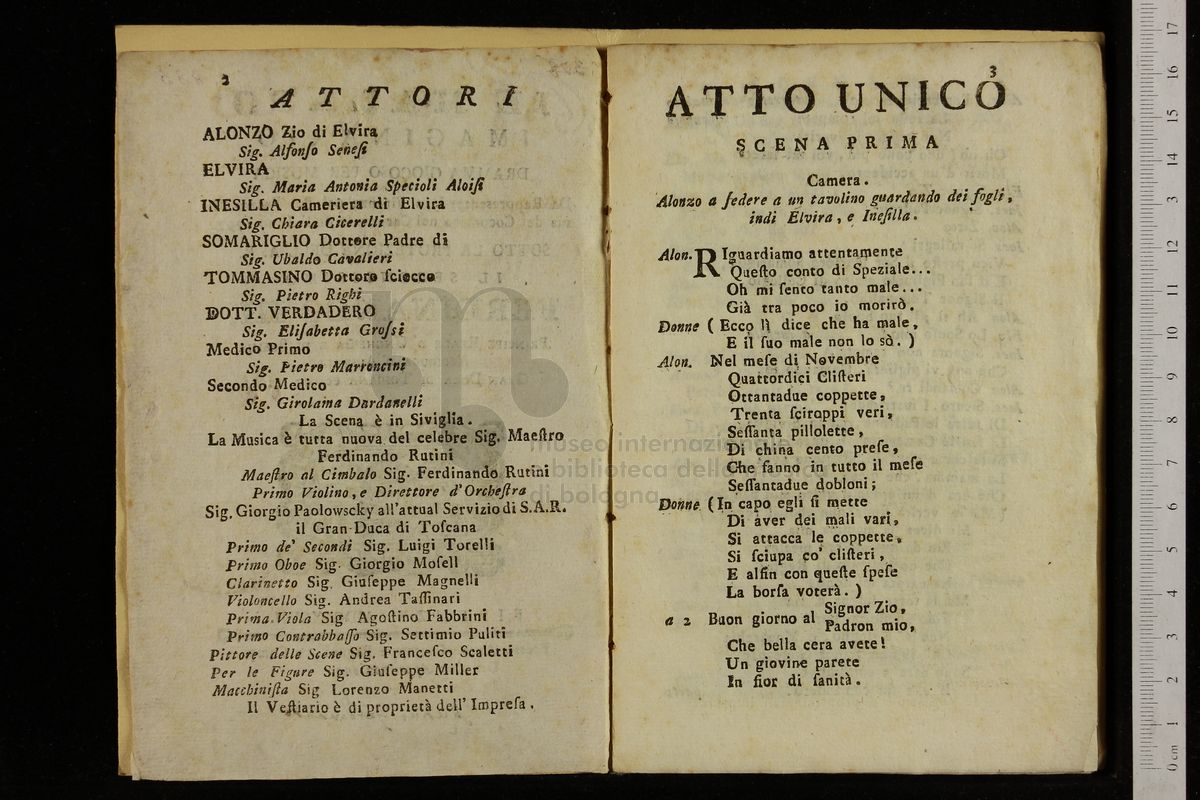 2
ATTORI
ALONZO Zio di Elvira
Sig. Alfonſo Seneſi
ELVIRA
Sig. Maria Antonia Specioli Aloiſi
INESILLA Cameriera di Elvira
Sig. Chiara Cicerelli
SOMARIGLIO Dottore Padre di
Sig. Ubaldo Cavalieri
TOMMASINO Dottore ſciocco
Sig. Pietro Righi
DOTT. VERDADERO
Sig. Eliſabetta Groſsi
Medico Primo
Sig. Pietro Marroncini
Secondo Medico
Sig. Girolama Dardanelli
La Scena è in Siviglia.
La Muſica è tutta nuova del celebre Sig. Maeſtro
Ferdinando Rutini
Maeſtro al Cimbalo Sig. Ferdinando Rutini
Primo Violino, e Direttore d'Orcheſtra
Sig. Giorgio Paolowscky all'attual Servizio di S.A.R.
il Gran-Duca di Toſcana
Primo de' Secondi Sig. Luigi Torelli
Primo Oboe Sig. Giorgio Moſell
Clarinetto Sig. Giuſeppe Magnelli
Violoncello Sig. Andrea Taſſinari
Prima Viola Sig Agoſtino Fabbrini
Primo Contrabbaſſo Sig. Settimio Puliti
Pittore delle Scene Sig. Franceſco Scaletti
Per le Figure Sig. Giuſeppe Miller
Macchiniſta Sig Lorenzo Manetti
Il Veſtiario è di proprietà dell' Impreſa.
3
ATTO UNICO
SCENA PRIMA
Camera.
Alonzo a ſedere a un tavolino guardando dei fogli,
indi Elvira, e Ineſilla.
Alon. RIguardiamo attentamente
Queſto conto di Speziale...
Oh mi ſento tanto male...
Già tra poco io morirò.
Donne ( Ecco lì dice che ha male,
E il ſuo male non lo sò. )
Alon. Nel meſe di Novembre
Quattordici Cliſteri
Ottantadue coppette,
Trenta ſciroppi veri,
Seſſanta pillolette,
Di china cento preſe,
Che fanno in tutto il meſe
Seſſantadue dobloni;
Donne (In capo egli ſi mette
Di aver dei mali vari,
Si attacca le coppette,
Si ſciupa co' cliſteri,
E alfin con queſte ſpeſe
La borſa voterà. )
a 2 Buon giorno al Signor Zio,
Padron mio,
Che bella cera avete!
Un giovine parete
In fior di ſanità.
museo internazionale
biblioteca della
di bologna